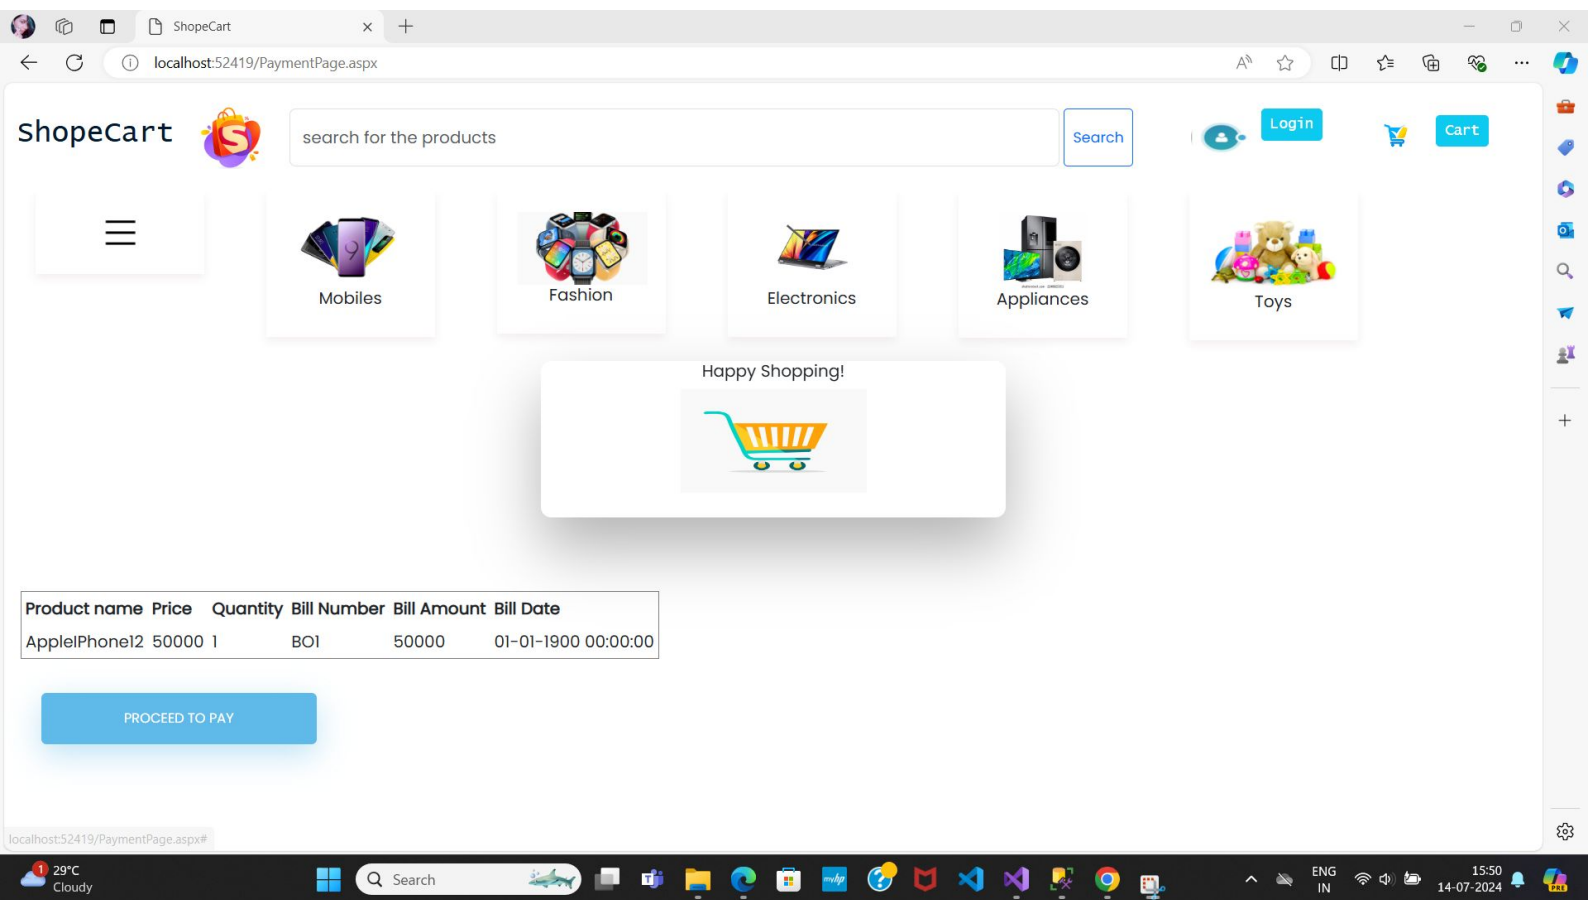 ShopeCart
localhost:52419/PaymentPage.aspx
ShopeCart
search for the products
Search
Login
Cart
Mobiles
Fashion
Electronics
Appliances
Toys
Happy Shopping!
Product name Price Quantity Bill Number Bill Amount Bill Date
AppleIPhone12 50000 1 BO1 50000 01-01-1900 00:00:00
PROCEED TO PAY
localhost:52419/PaymentPage.aspx#
1
29°C
Cloudy
Search
myhp
ENG
IN
15:50
14-07-2024
PRE